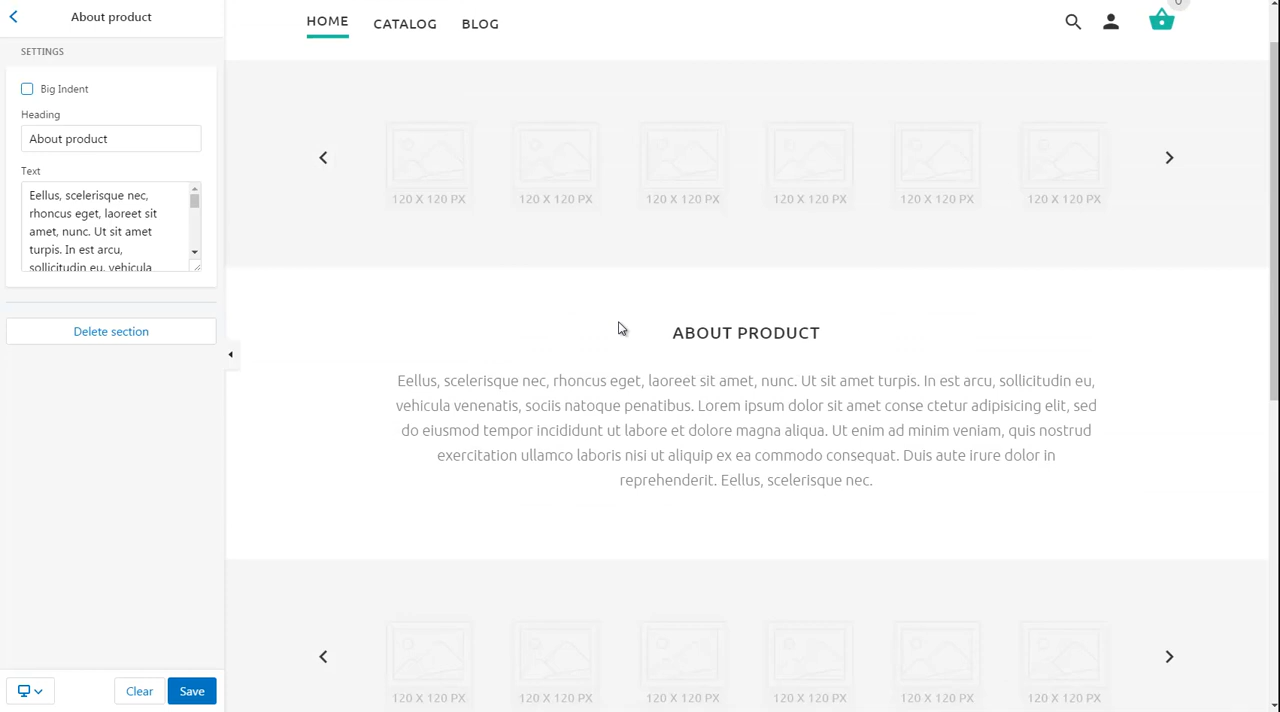 About product
SETTINGS
Big Indent
Heading
About product
Text
Eellus, scelerisque nec,
rhoncus eget, laoreet sit
amet, nunc. Ut sit amet
turpis. In est arcu,
sollicitudin eu, vehicula
Delete section
Clear
Save
HOME CATALOG BLOG
0
120 X 120 PX 120 X 120 PX 120 X 120 PX 120 X 120 PX 120 X 120 PX 120 X 120 PX
ABOUT PRODUCT
Eellus, scelerisque nec, rhoncus eget, laoreet sit amet, nunc. Ut sit amet turpis. In est arcu, sollicitudin eu,
vehicula venenatis, sociis natoque penatibus. Lorem ipsum dolor sit amet conse ctetur adipisicing elit, sed
do eiusmod tempor incididunt ut labore et dolore magna aliqua. Ut enim ad minim veniam, quis nostrud
exercitation ullamco laboris nisi ut aliquip ex ea commodo consequat. Duis aute irure dolor in
reprehenderit. Eellus, scelerisque nec.
120 X 120 PX 120 X 120 PX 120 X 120 PX 120 X 120 PX 120 X 120 PX 120 X 120 PX